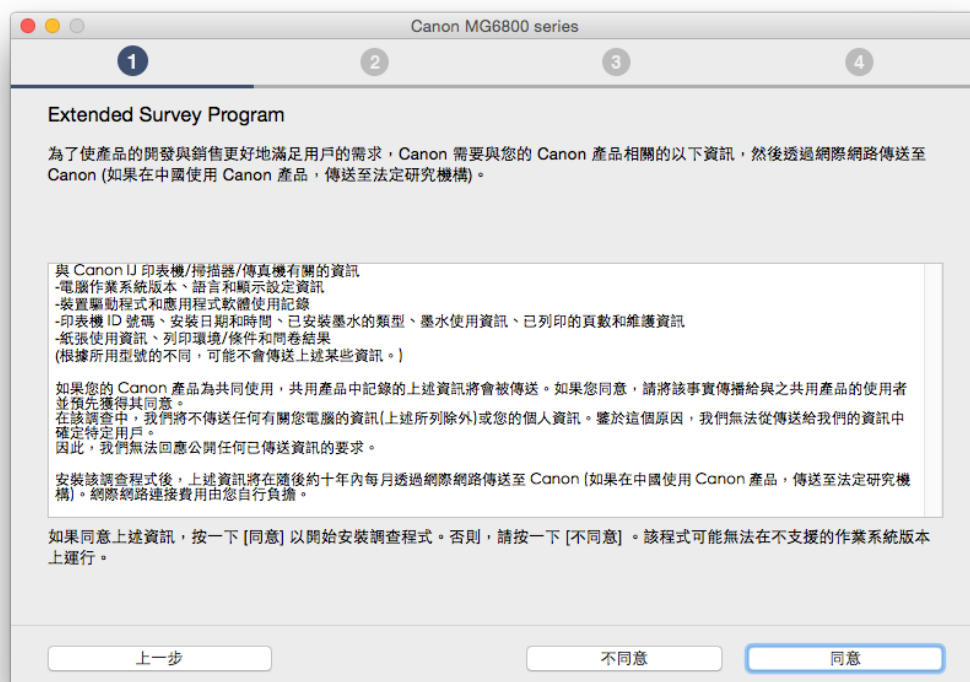 Canon MG6800 series
1
2
3
4
Extended Survey Program
為了使產品的開發與銷售更好地滿足用戶的需求，Canon 需要與您的 Canon 產品相關的以下資訊，然後透過網際網路傳送至
Canon (如果在中國使用 Canon 產品，傳送至法定研究機構)。
與 Canon IJ 印表機/掃描器/傳真機有關的資訊
-電腦作業系統版本、語言和顯示設定資訊
-裝置驅動程式和應用程式軟體使用記錄
-印表機 ID 號碼、安裝日期和時間、已安裝墨水的類型、墨水使用資訊、已列印的頁數和維護資訊
-紙張使用資訊、列印環境/條件和問卷結果
(根據所用型號的不同，可能不會傳送上述某些資訊。)
如果您的 Canon 產品為共同使用，共用產品中記錄的上述資訊將會被傳送。如果您同意，請將該事實傳播給與之共用產品的使用者
並預先獲得其同意。
在該調查中，我們將不傳送任何有關您電腦的資訊(上述所列除外)或您的個人資訊。鑒於這個原因，我們無法從傳送給我們的資訊中
確定特定用戶。
因此，我們無法回應公開任何已傳送資訊的要求。
安裝該調查程式後，上述資訊將在隨後約十年內每月透過網際網路傳送至 Canon (如果在中國使用 Canon 產品，傳送至法定研究機
構)。網際網路連接費用由您自行負擔。
如果同意上述資訊，按一下 [同意] 以開始安裝調查程式。否則，請按一下 [不同意] 。該程式可能無法在不支援的作業系統版本
上運行。
上一步
不同意
同意